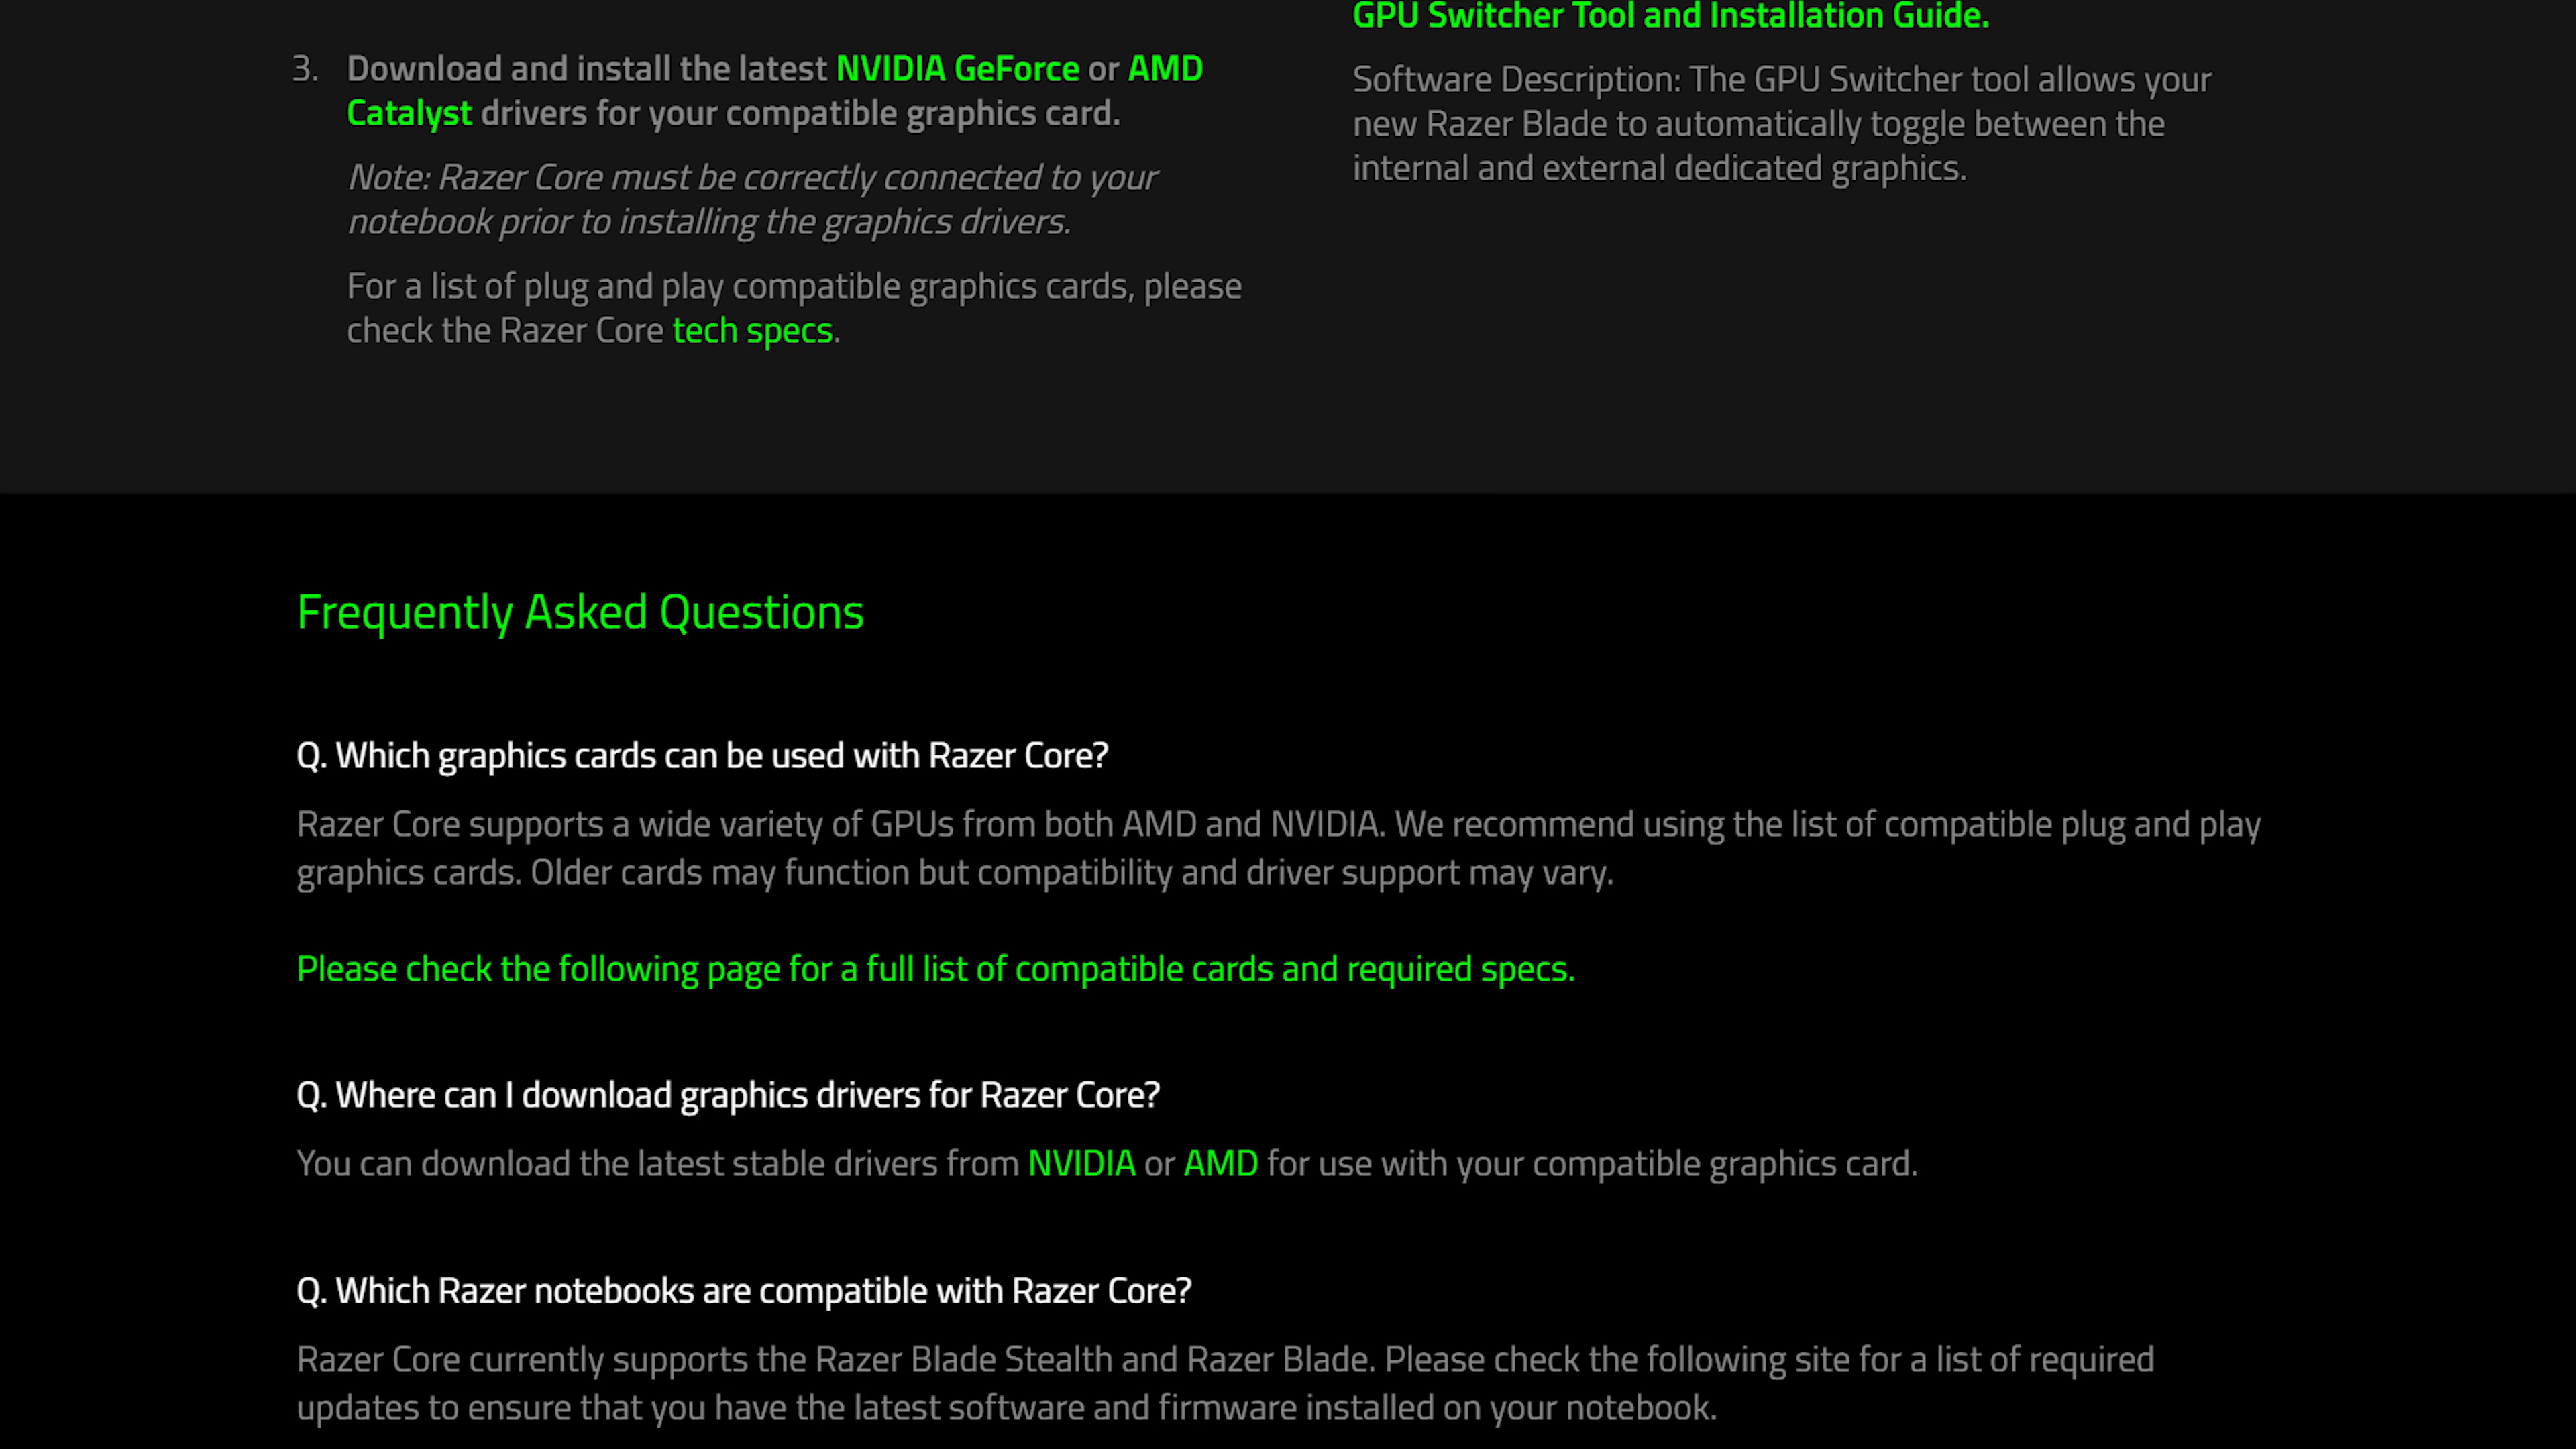 3. Download and install the latest NVIDIA GeForce or AMD
Catalyst drivers for your compatible graphics card.
Note: Razer Core must be correctly connected to your
notebook prior to installing the graphics drivers.
For a list of plug and play compatible graphics cards, please
check the Razer Core tech specs.
GPU Switcher Tool and Installation Guide.
Software Description: The GPU Switcher tool allows your
new Razer Blade to automatically toggle between the
internal and external dedicated graphics.
Frequently Asked Questions
Q. Which graphics cards can be used with Razer Core?
Razer Core supports a wide variety of GPUs from both AMD and NVIDIA. We recommend using the list of compatible plug and play
graphics cards. Older cards may function but compatibility and driver support may vary.
Please check the following page for a full list of compatible cards and required specs.
Q. Where can I download graphics drivers for Razer Core?
You can download the latest stable drivers from NVIDIA or AMD for use with your compatible graphics card.
Q. Which Razer notebooks are compatible with Razer Core?
Razer Core currently supports the Razer Blade Stealth and Razer Blade. Please check the following site for a list of required
updates to ensure that you have the latest software and firmware installed on your notebook.